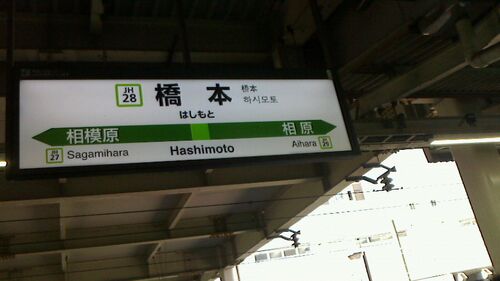 JH
28
橋本
橋本
하시모토
はしもと
相模原
相原
JH
27
Sagamihara
Hashimoto
Aihara
JH
29